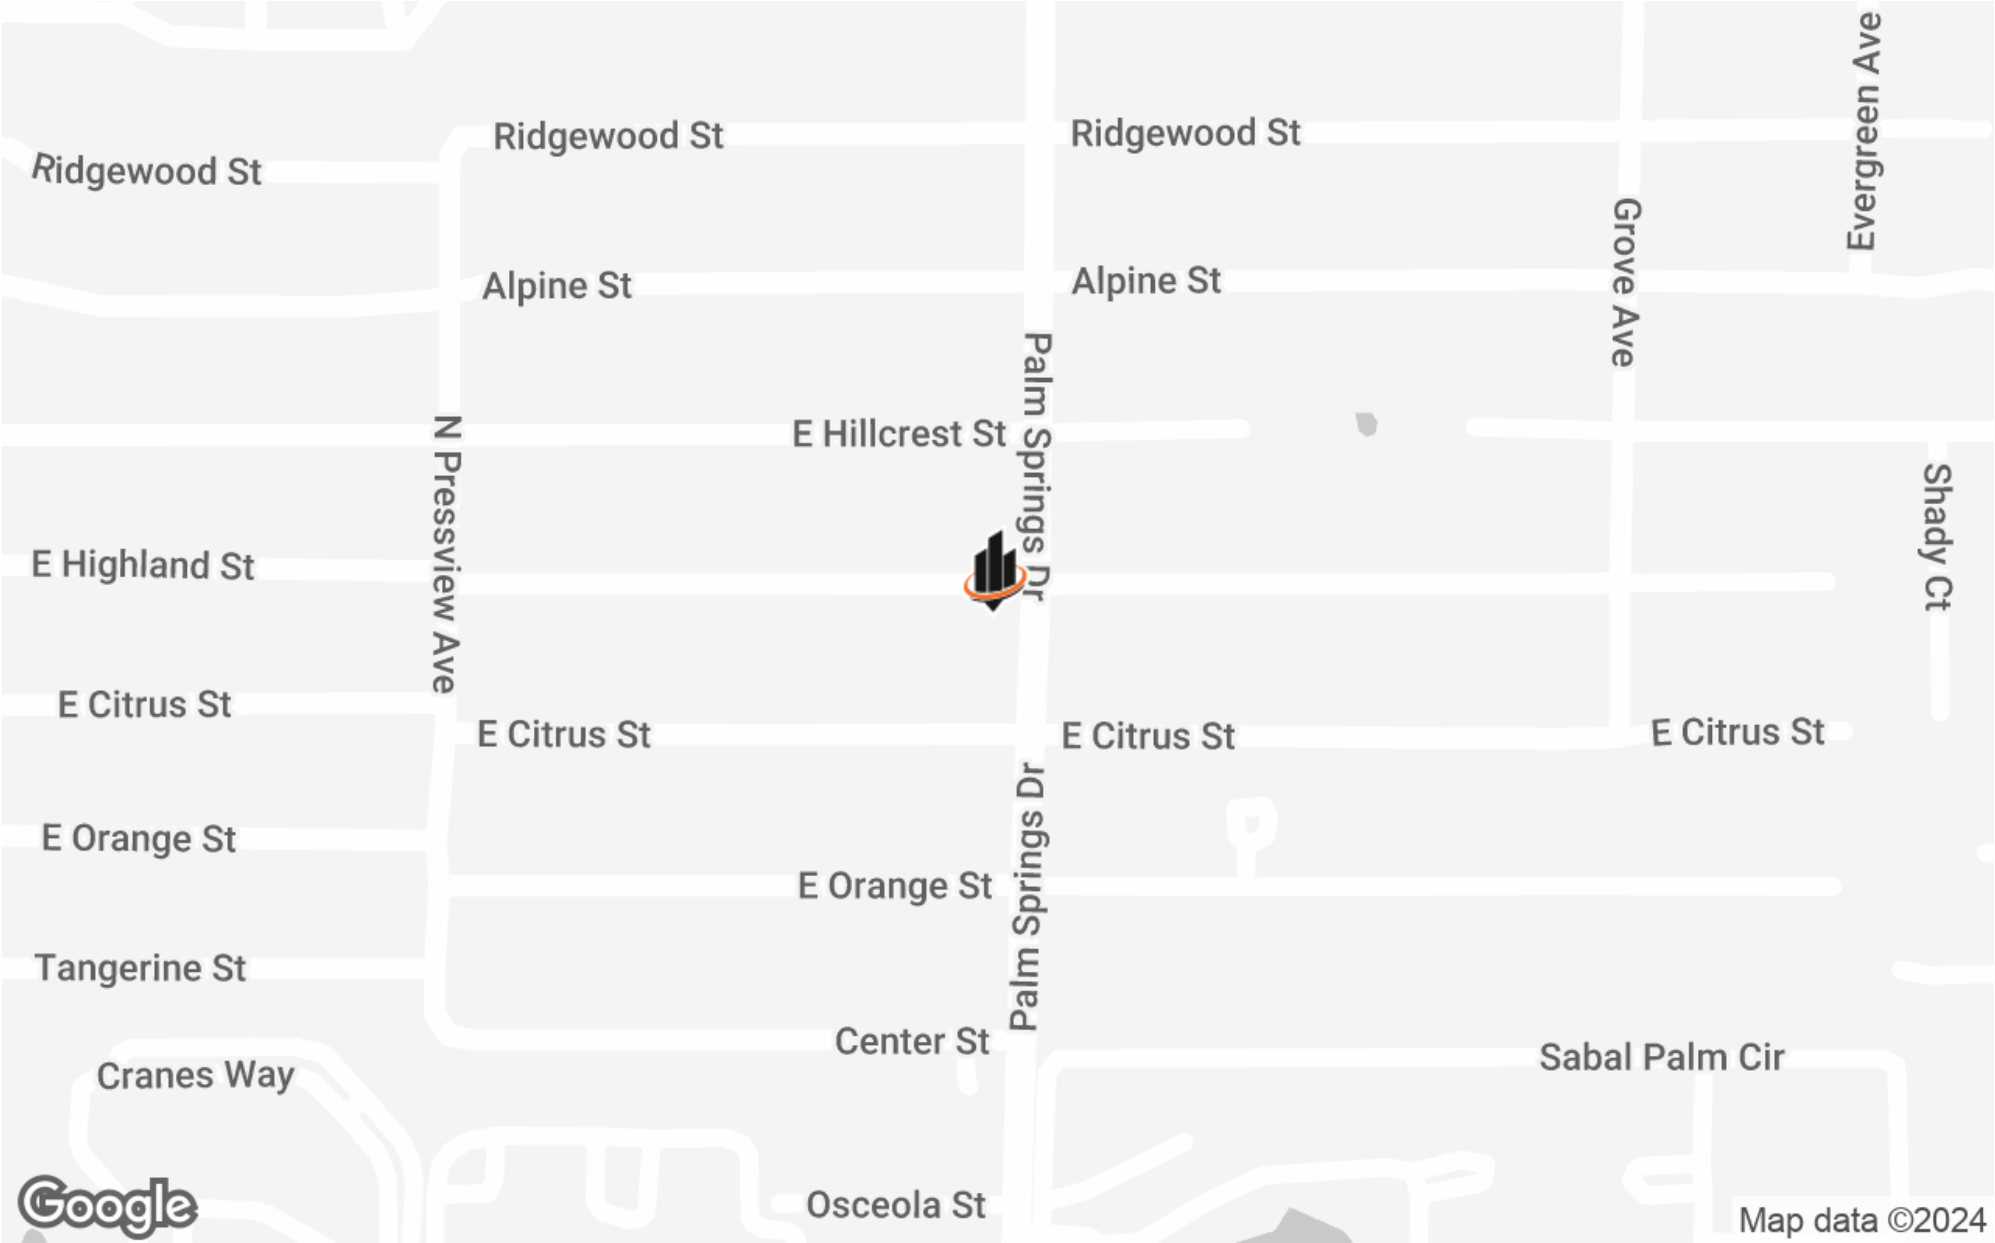 Evergreen Ave
Ridgewood St
Ridgewood St
Ridgewood St
Grove Ave
Alpine St
Alpine St
Palm Springs Dr
N Pressview Ave
E Hillcrest St
Shady Ct
E Highland St
E Citrus St
E Citrus St
E Citrus St
E Citrus St
Palm Springs Dr
E Orange St
E Orange St
Tangerine St
Center St
Sabal Palm Cir
Cranes Way
Google
Osceola St
Map data ©2024